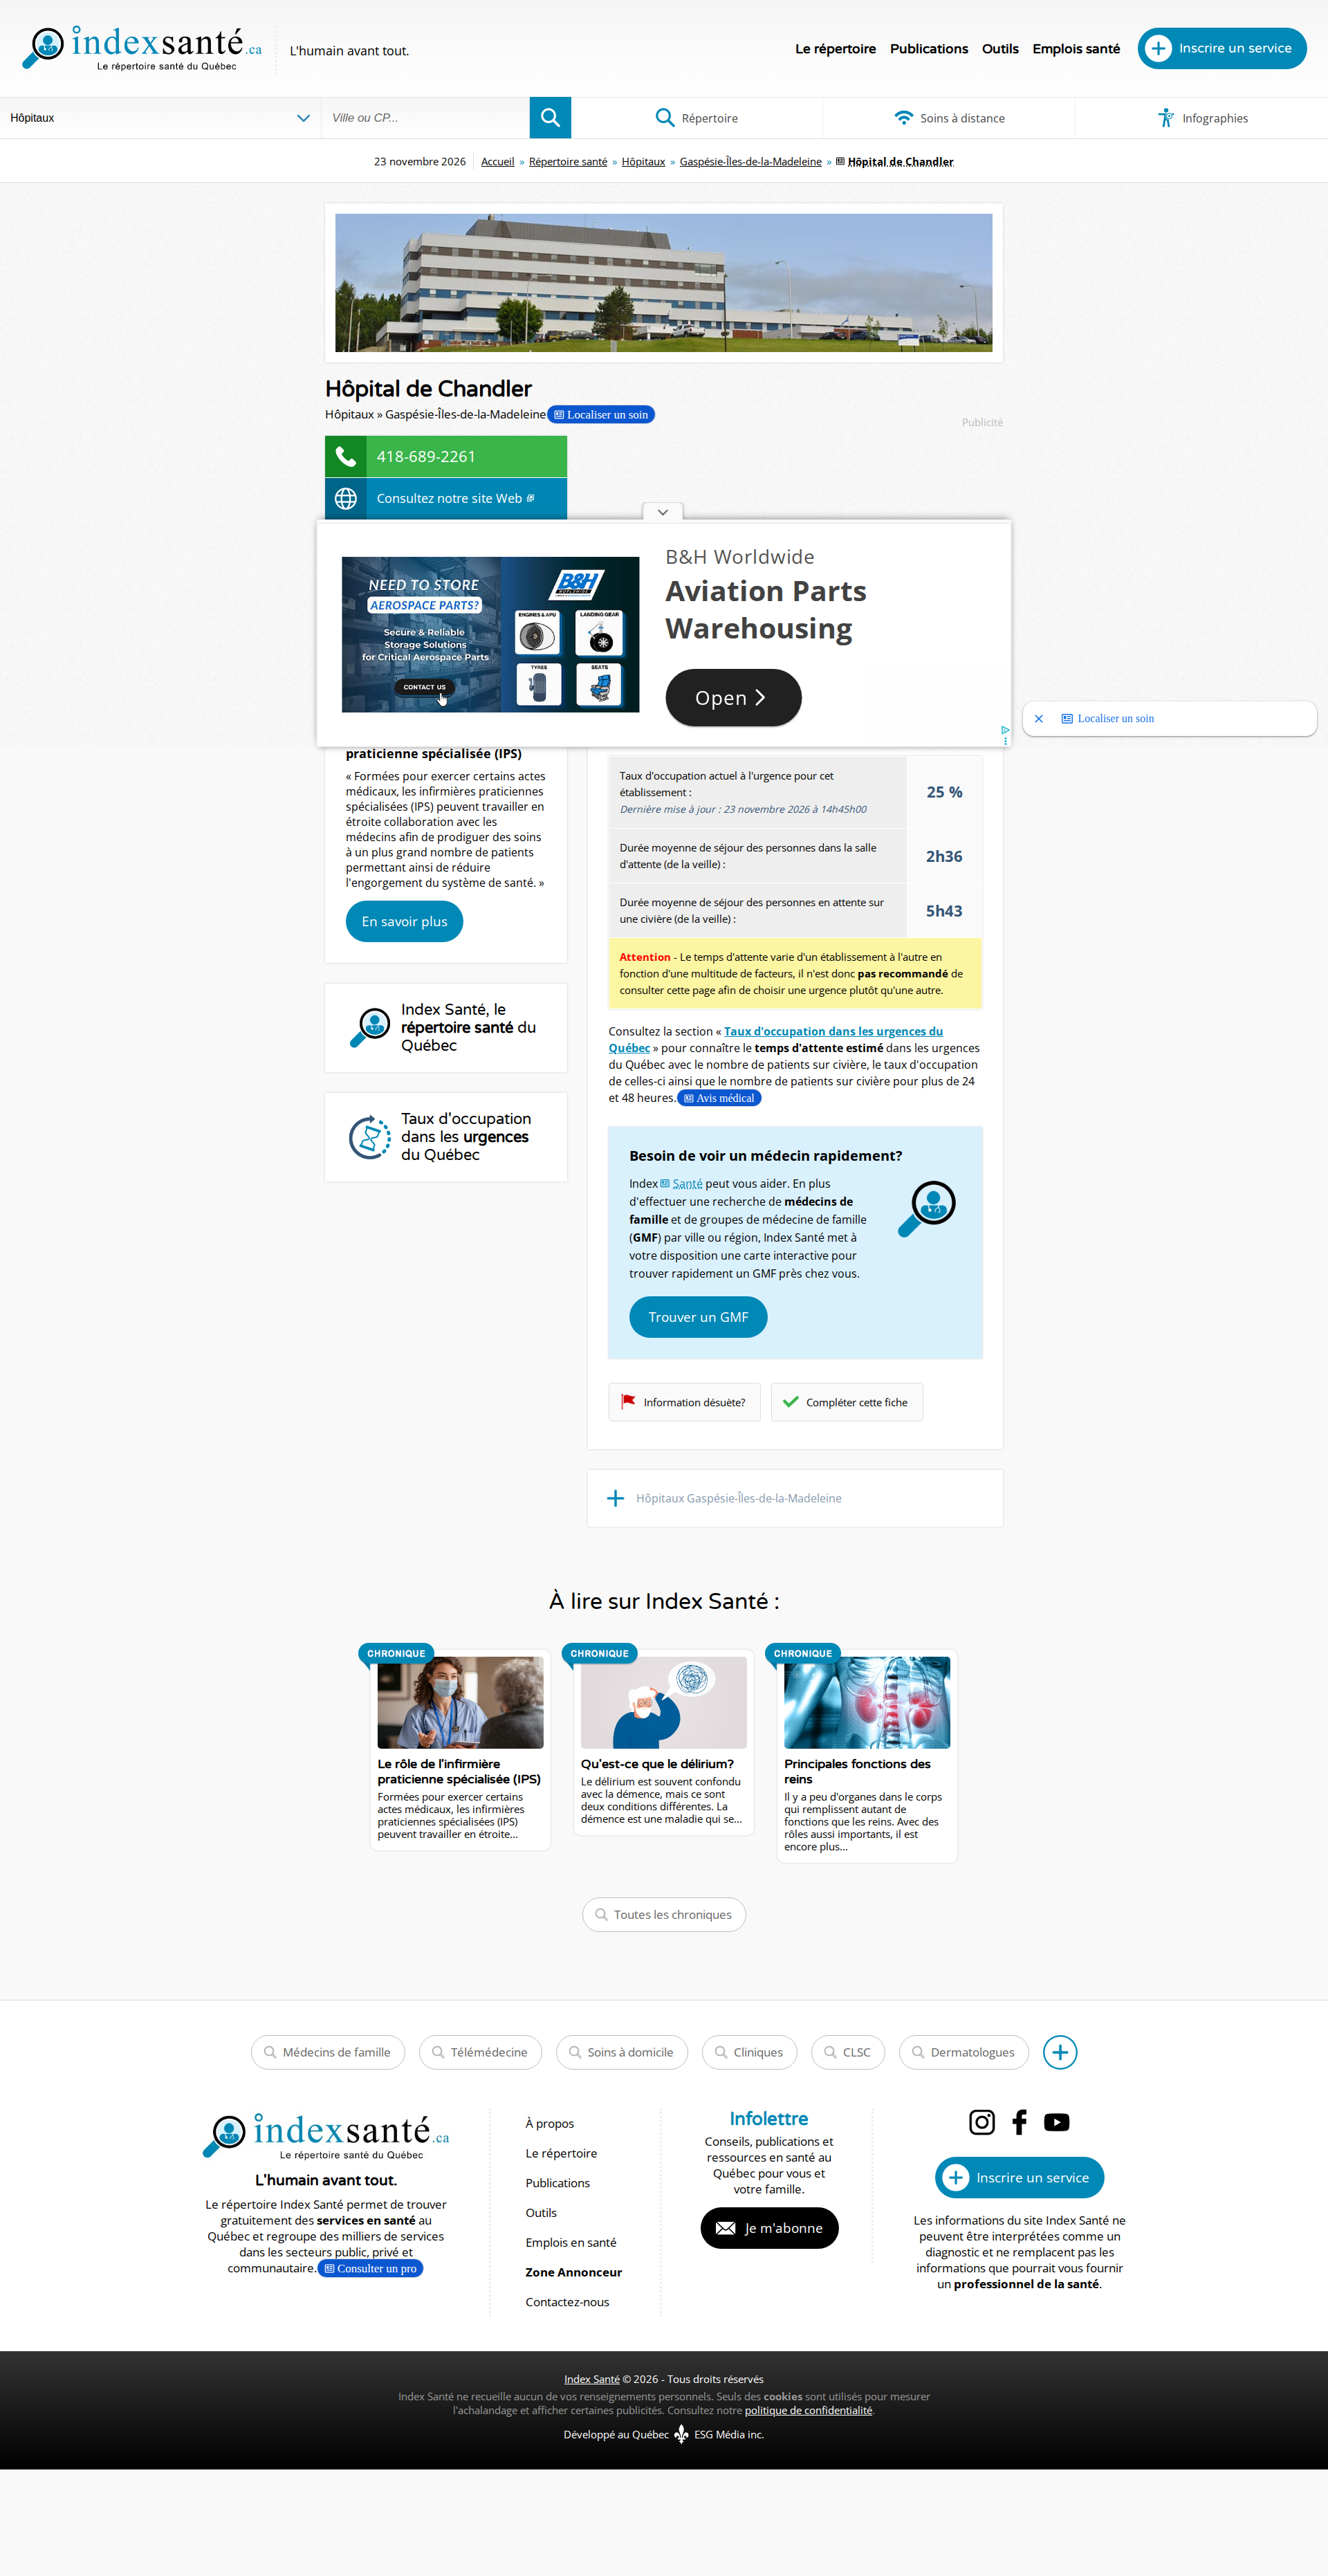 indexsanté.ca
Le répertoire santé du Québec
L'humain avant tout.
Le répertoire
Publications
Outils
Emplois santé
Inscrire un service
Hôpitaux
Ville ou CP...
Répertoire
Soins à distance
Infographies
23 novembre 2026
Accueil » Répertoire santé » Hôpitaux » Gaspésie-Îles-de-la-Madeleine » Hôpital de Chandler
Hôpital de Chandler
Hôpitaux » Gaspésie-Îles-de-la-Madeleine Localiser un soin
Publicité
418-689-2261
Consultez notre site Web
NEED TO STORE
AEROSPACE PARTS?
Secure & Reliable
Storage Solutions
for Critical Aerospace Parts
CONTACT US
B&H
WORLDWIDE
ENGINES & APU
LANDING GEAR
TYRES
SEATS
B&H Worldwide
Aviation Parts
Warehousing
Open
Localiser un soin
praticienne spécialisée (IPS)
« Formées pour exercer certains actes
médicaux, les infirmières praticiennes
spécialisées (IPS) peuvent travailler en
étroite collaboration avec les
médecins afin de prodiguer des soins
à un plus grand nombre de patients
permettant ainsi de réduire
l'engorgement du système de santé. »
En savoir plus
Index Santé, le
répertoire santé du
Québec
Taux d'occupation
dans les urgences
du Québec
Taux d'occupation actuel à l'urgence pour cet
établissement :
Dernière mise à jour : 23 novembre 2026 à 14h45h00
25 %
Durée moyenne de séjour des personnes dans la salle
d'attente (de la veille) :
2h36
Durée moyenne de séjour des personnes en attente sur
une civière (de la veille) :
5h43
Attention - Le temps d'attente varie d'un établissement à l'autre en
fonction d'une multitude de facteurs, il n'est donc pas recommandé de
consulter cette page afin de choisir une urgence plutôt qu'une autre.
Consultez la section « Taux d'occupation dans les urgences du
Québec » pour connaître le temps d'attente estimé dans les urgences
du Québec avec le nombre de patients sur civière, le taux d'occupation
de celles-ci ainsi que le nombre de patients sur civière pour plus de 24
et 48 heures. Avis médical
Besoin de voir un médecin rapidement?
Index Santé peut vous aider. En plus
d'effectuer une recherche de médecins de
famille et de groupes de médecine de famille
(GMF) par ville ou région, Index Santé met à
votre disposition une carte interactive pour
trouver rapidement un GMF près chez vous.
Trouver un GMF
Information désuète?
Compléter cette fiche
Hôpitaux Gaspésie-Îles-de-la-Madeleine
À lire sur Index Santé :
CHRONIQUE
Le rôle de l'infirmière
praticienne spécialisée (IPS)
Formées pour exercer certains
actes médicaux, les infirmières
praticiennes spécialisées (IPS)
peuvent travailler en étroite...
CHRONIQUE
Qu'est-ce que le délirium?
Le délirium est souvent confondu
avec la démence, mais ce sont
deux conditions différentes. La
démence est une maladie qui se...
CHRONIQUE
Principales fonctions des
reins
Il y a peu d'organes dans le corps
qui remplissent autant de
fonctions que les reins. Avec des
rôles aussi importants, il est
encore plus...
Toutes les chroniques
Médecins de famille
Télémédecine
Soins à domicile
Cliniques
CLSC
Dermatologues
indexsanté.ca
Le répertoire santé du Québec
L'humain avant tout.
Le répertoire Index Santé permet de trouver
gratuitement des services en santé au
Québec et regroupe des milliers de services
dans les secteurs public, privé et
communautaire. Consulter un pro
À propos
Le répertoire
Publications
Outils
Emplois en santé
Zone Annonceur
Contactez-nous
Infolettre
Conseils, publications et
ressources en santé au
Québec pour vous et
votre famille.
Je m'abonne
Inscrire un service
Les informations du site Index Santé ne
peuvent être interprétées comme un
diagnostic et ne remplacent pas les
informations que pourrait vous fournir
un professionnel de la santé.
Index Santé © 2026 - Tous droits réservés
Index Santé ne recueille aucun de vos renseignements personnels. Seuls des cookies sont utilisés pour mesurer
l'achalandage et afficher certaines publicités. Consultez notre politique de confidentialité.
Développé au Québec ESG Média inc.